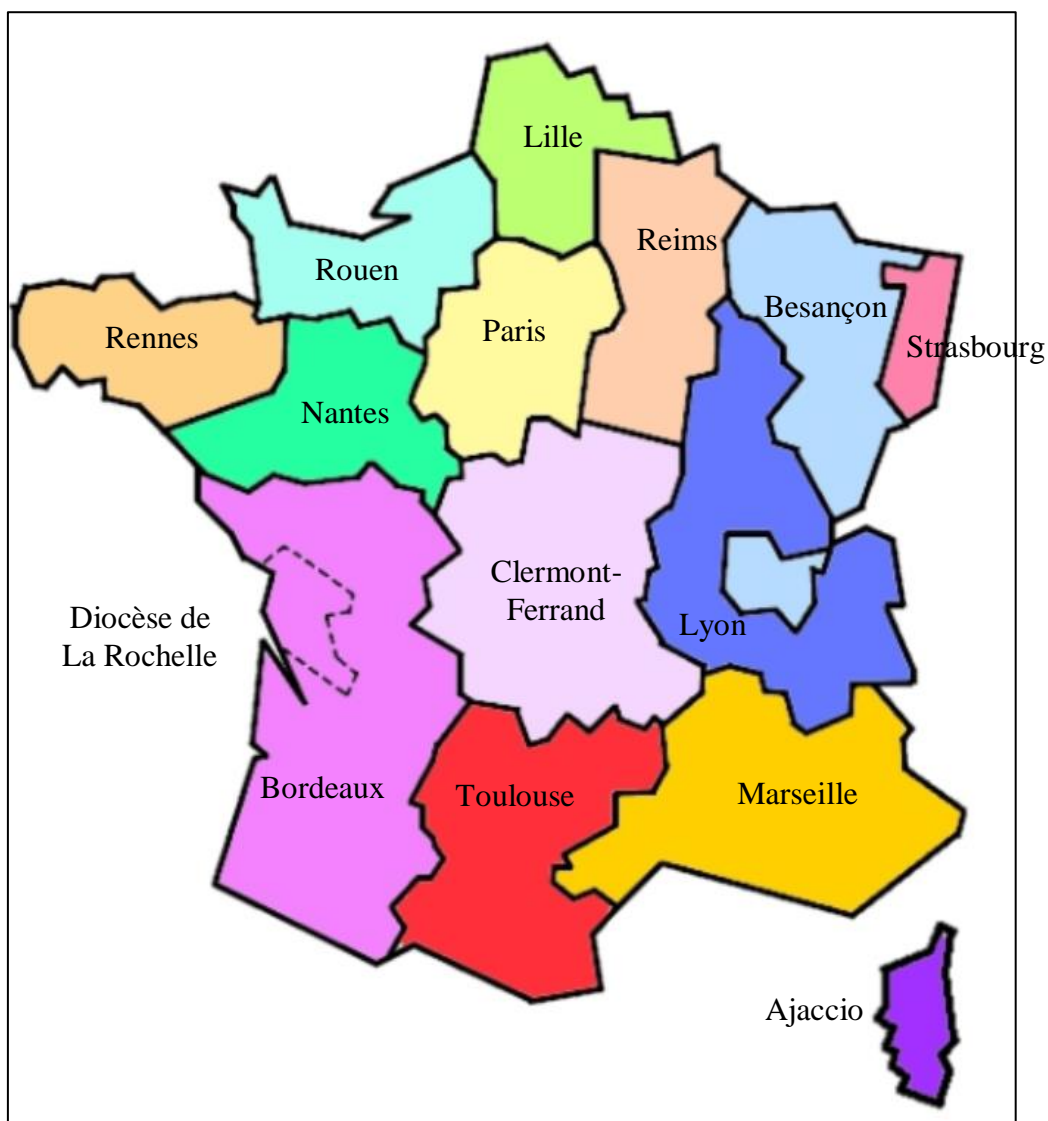 Lille
Reims
Rouen
Besançon
Rennes
Paris
Strasbourg
Nantes
Clermont-
Ferrand
Diocèse de
La Rochelle
Lyon
Bordeaux
Toulouse
Marseille
Ajaccio